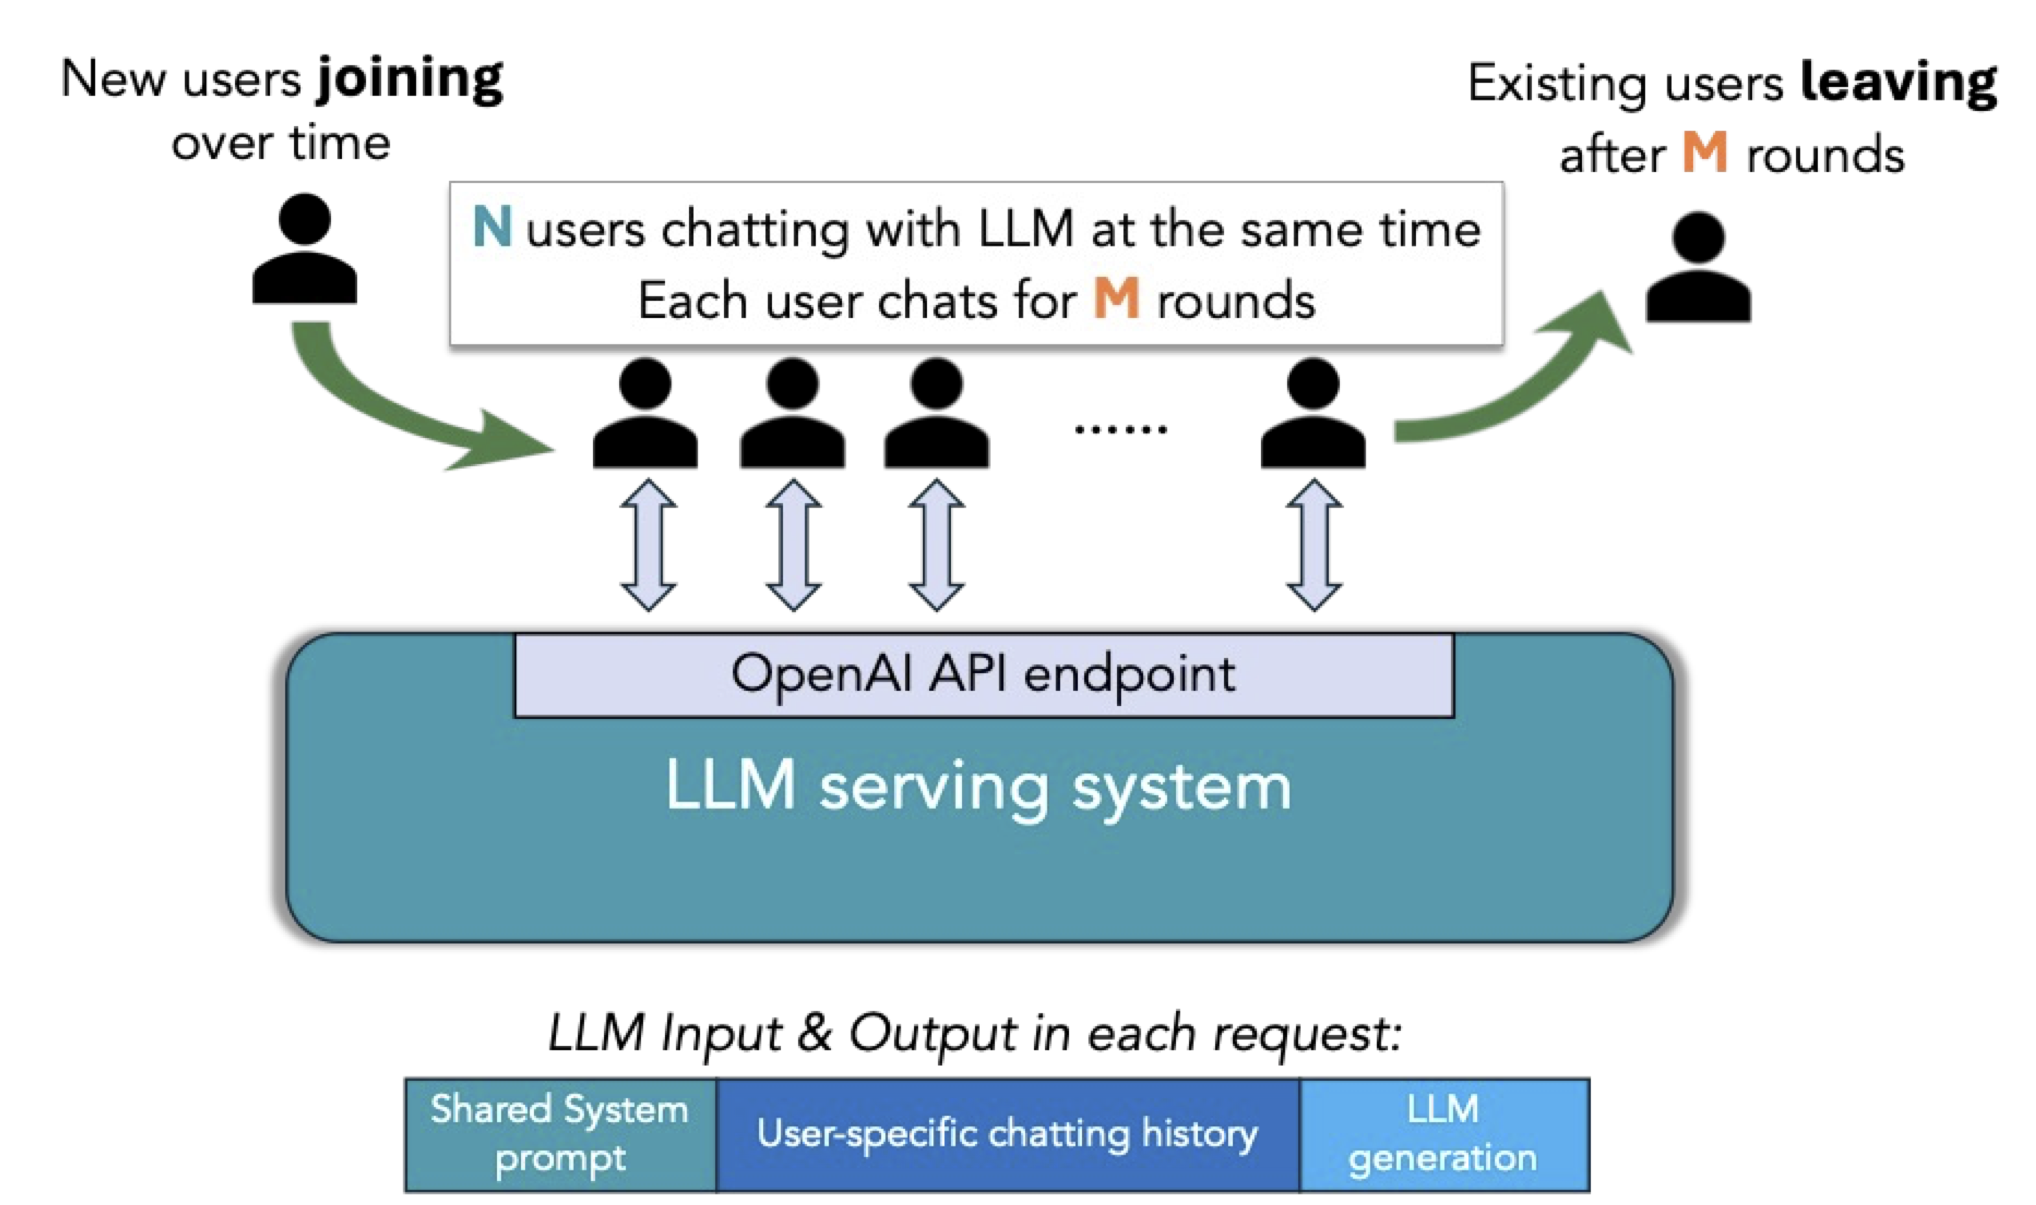 New users joining
over time
Existing users leaving
after M rounds
N users chatting with LLM at the same time
Each user chats for M rounds
......
OpenAI API endpoint
LLM serving system
LLM Input & Output in each request:
Shared System
prompt
User-specific chatting history
LLM
generation